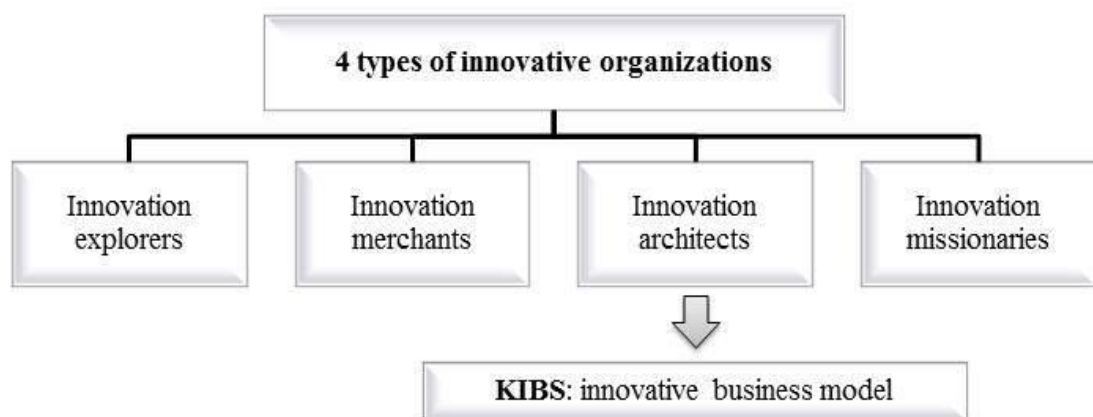 4 types of innovative organizations
Innovation
explorers
Innovation
merchants
Innovation
architects
Innovation
missionaries
KIBS: innovative business model